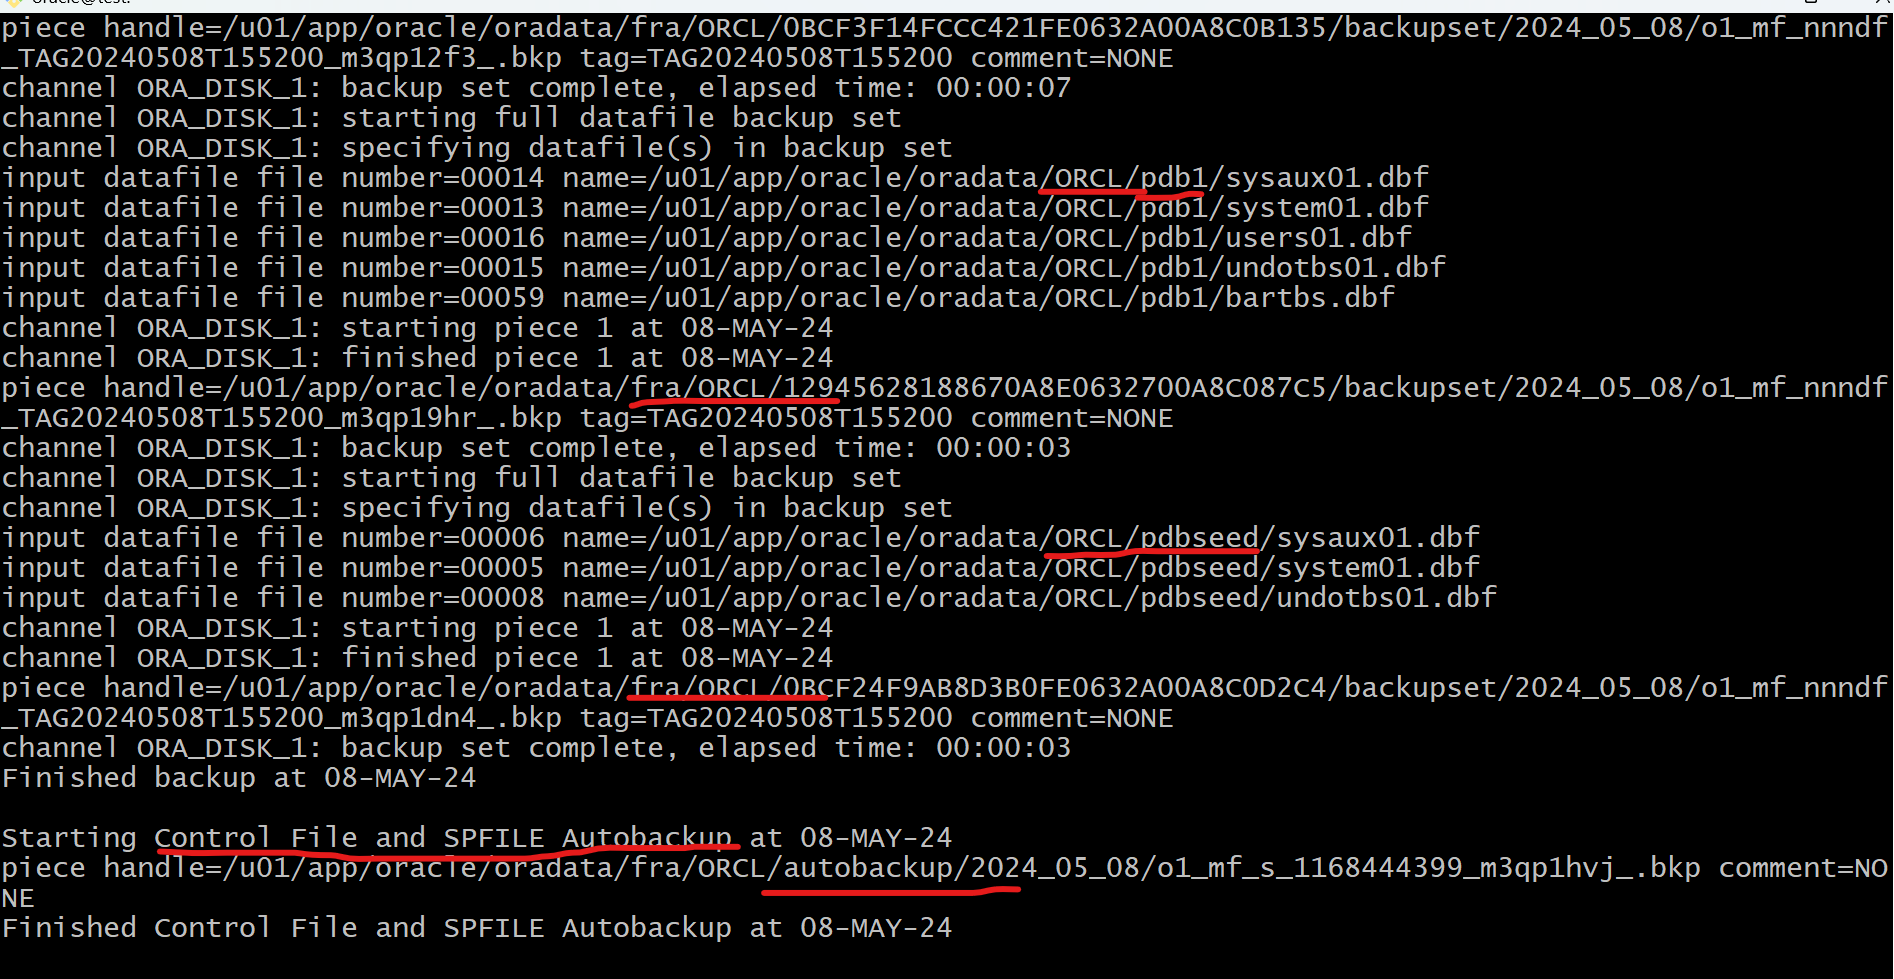 oracle@test:
piece handle=/u01/app/oracle/oradata/fra/ORCL/0BCF3F14FCCC421FE0632A00A8C0B135/backupset/2024_05_08/o1_mf_nnndf
_TAG20240508T155200_m3qp12f3_.bkp tag=TAG20240508T155200 comment=NONE
channel ORA_DISK_1: backup set complete, elapsed time: 00:00:07
channel ORA_DISK_1: starting full datafile backup set
channel ORA_DISK_1: specifying datafile(s) in backup set
input datafile file number=00014 name=/u01/app/oracle/oradata/ORCL/pdb1/sysaux01.dbf
input datafile file number=00013 name=/u01/app/oracle/oradata/ORCL/pdb1/system01.dbf
input datafile file number=00016 name=/u01/app/oracle/oradata/ORCL/pdb1/users01.dbf
input datafile file number=00015 name=/u01/app/oracle/oradata/ORCL/pdb1/undotbs01.dbf
input datafile file number=00059 name=/u01/app/oracle/oradata/ORCL/pdb1/bartbs.dbf
channel ORA_DISK_1: starting piece 1 at 08-MAY-24
channel ORA_DISK_1: finished piece 1 at 08-MAY-24
piece handle=/u01/app/oracle/oradata/fra/ORCL/12945628188670A8E0632700A8C087C5/backupset/2024_05_08/o1_mf_nnndf
_TAG20240508T155200_m3qp19hr_.bkp tag=TAG20240508T155200 comment=NONE
channel ORA_DISK_1: backup set complete, elapsed time: 00:00:03
channel ORA_DISK_1: starting full datafile backup set
channel ORA_DISK_1: specifying datafile(s) in backup set
input datafile file number=00006 name=/u01/app/oracle/oradata/ORCL/pdbseed/sysaux01.dbf
input datafile file number=00005 name=/u01/app/oracle/oradata/ORCL/pdbseed/system01.dbf
input datafile file number=00008 name=/u01/app/oracle/oradata/ORCL/pdbseed/undotbs01.dbf
channel ORA_DISK_1: starting piece 1 at 08-MAY-24
channel ORA_DISK_1: finished piece 1 at 08-MAY-24
piece handle=/u01/app/oracle/oradata/fra/ORCL/0BCF24F9AB8D3B0FE0632A00A8C0D2C4/backupset/2024_05_08/o1_mf_nnndf
_TAG20240508T155200_m3qp1dn4_.bkp tag=TAG20240508T155200 comment=NONE
channel ORA_DISK_1: backup set complete, elapsed time: 00:00:03
Finished backup at 08-MAY-24
Starting Control File and SPFILE Autobackup at 08-MAY-24
piece handle=/u01/app/oracle/oradata/fra/ORCL/autobackup/2024_05_08/o1_mf_s_1168444399_m3qp1hvj_.bkp comment=NO
NE
Finished Control File and SPFILE Autobackup at 08-MAY-24